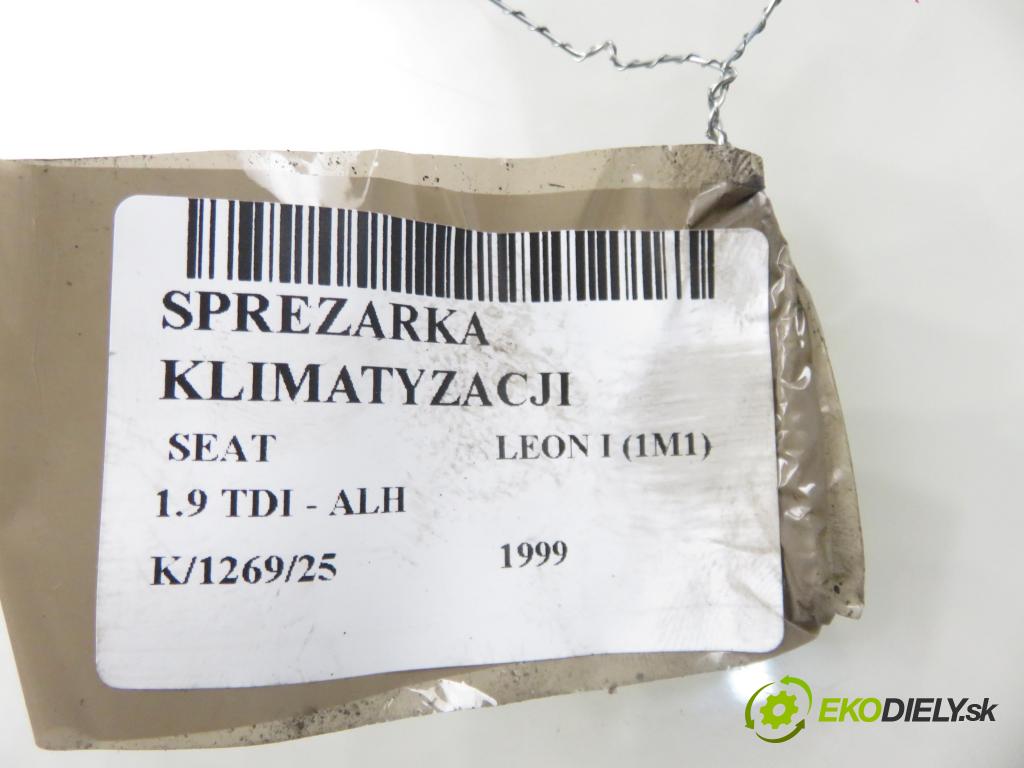 SPREZARKA
KLIMATYZACJI
SEAT LEON I (1M1)
1.9 TDI - ALH
K/1269/25 1999
EKODIELY.sk